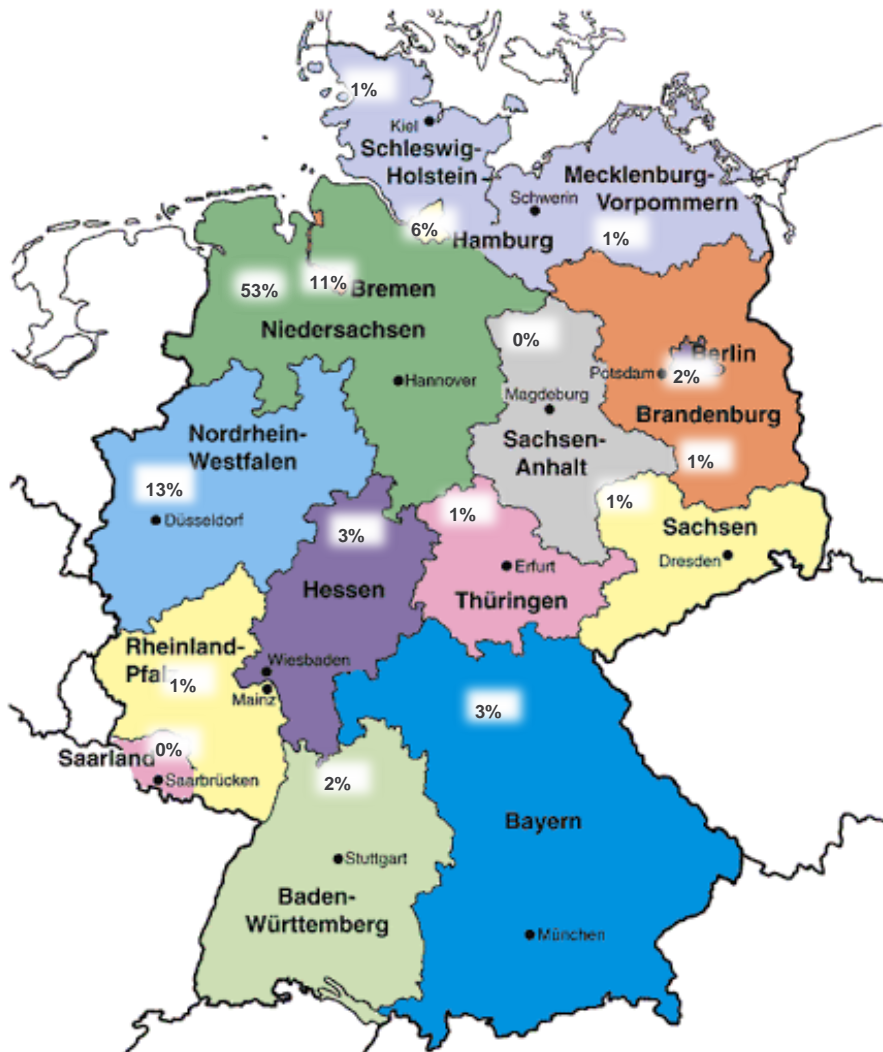 1%
Kiel
Schleswig-
Holstein
Mecklenburg-
Vorpommern
Schwerin
6%
Hamburg
1%
53%
11%
Bremen
Niedersachsen
0%
Berlin
Potsdam
2%
Hannover
Magdeburg
Brandenburg
Nordrhein-
Westfalen
Sachsen-
Anhalt
1%
13%
Düsseldorf
3%
1%
1%
Sachsen
Dresden
Erfurt
Hessen
Thüringen
Rheinland-
Pfalz
1%
Wiesbaden
Mainz
3%
0%
Saarland
Saarbrücken
2%
Bayern
Stuttgart
Baden-
Württemberg
München